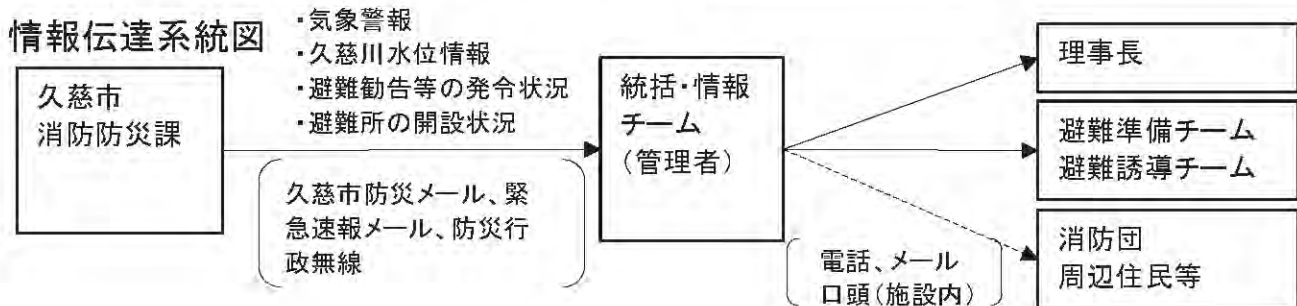 情報伝達系統図
久慈市
消防防災課
・気象警報
・久慈川水位情報
・避難勧告等の発令状況
・避難所の開設状況
久慈市防災メール、緊
急速報メール、防災行
政無線
統括・情報
チーム
(管理者)
電話、メール
口頭(施設内)
理事長
避難準備チーム
避難誘導チーム
消防団
周辺住民等